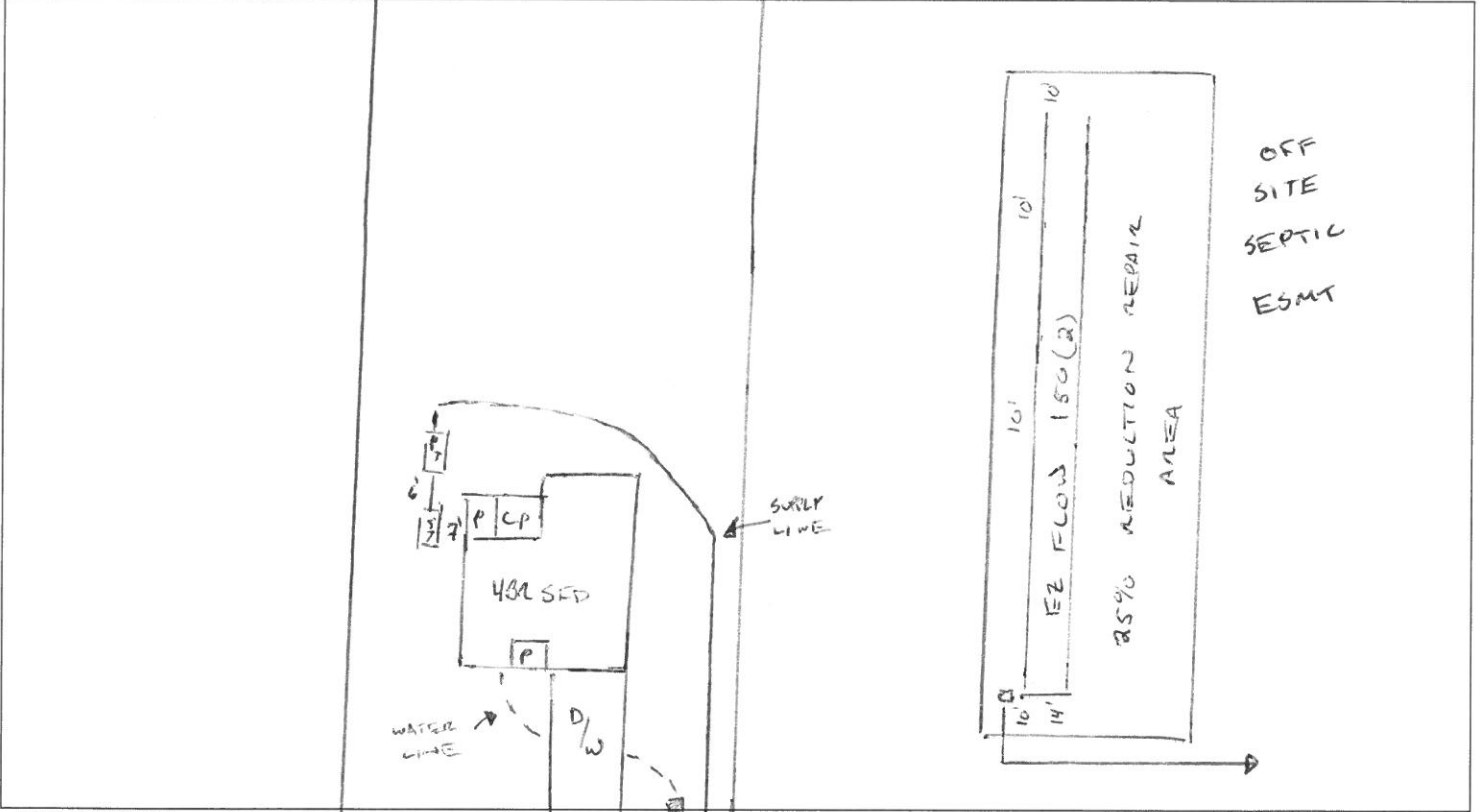 6'
7'
P
CP
4BR SFD
P
D/W
WATER
LINE
SUPPLY
LINE
10'
10'
10'
EZ FLOW 150(2)
25% REDUCTION REPAIR
AREA
10'
14'
OFF
SITE
SEPTIC
ESMT